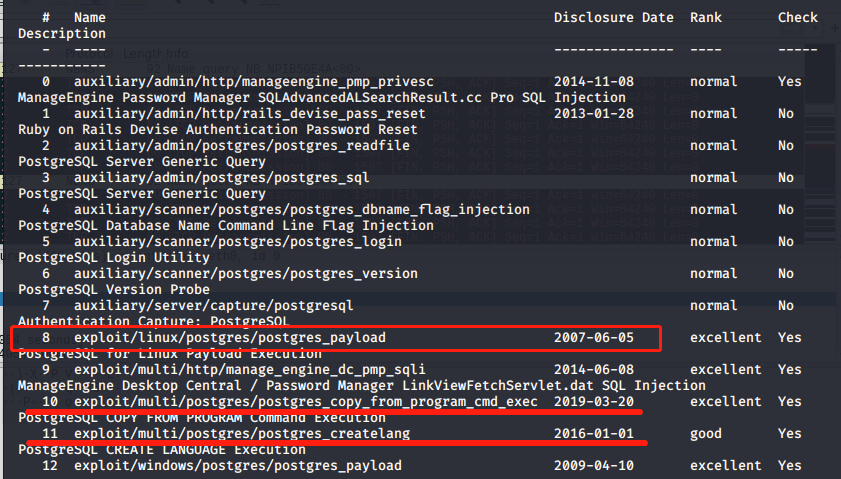 #   Name   Disclosure Date   Rank   Check
Description
-   ----   ---------------   ----   -----
-----------
0   auxiliary/admin/http/manageengine_pmp_privesc   2014-11-08   normal   Yes
ManageEngine Password Manager SQLAdvancedALSearchResult.cc Pro SQL Injection
1   auxiliary/admin/http/rails_devise_pass_reset   2013-01-28   normal   No
Ruby on Rails Devise Authentication Password Reset
2   auxiliary/admin/postgres/postgres_readfile   normal   No
PostgreSQL Server Generic Query
3   auxiliary/admin/postgres/postgres_sql   normal   No
PostgreSQL Server Generic Query
4   auxiliary/scanner/postgres/postgres_dbname_flag_injection   normal   No
PostgreSQL Database Name Command Line Flag Injection
5   auxiliary/scanner/postgres/postgres_login   normal   No
PostgreSQL Login Utility
6   auxiliary/scanner/postgres/postgres_version   normal   No
PostgreSQL Version Probe
7   auxiliary/server/capture/postgresql   normal   No
Authentication Capture: PostgreSQL
8   exploit/linux/postgres/postgres_payload   2007-06-05   excellent   Yes
PostgreSQL for Linux Payload Execution
9   exploit/multi/http/manage_engine_dc_pmp_sqli   2014-06-08   excellent   Yes
ManageEngine Desktop Central / Password Manager LinkViewFetchServlet.dat SQL Injection
10   exploit/multi/postgres/postgres_copy_from_program_cmd_exec   2019-03-20   excellent   Yes
PostgreSQL COPY FROM PROGRAM Command Execution
11   exploit/multi/postgres/postgres_createlang   2016-01-01   good   Yes
PostgreSQL CREATE LANGUAGE Execution
12   exploit/windows/postgres/postgres_payload   2009-04-10   excellent   Yes